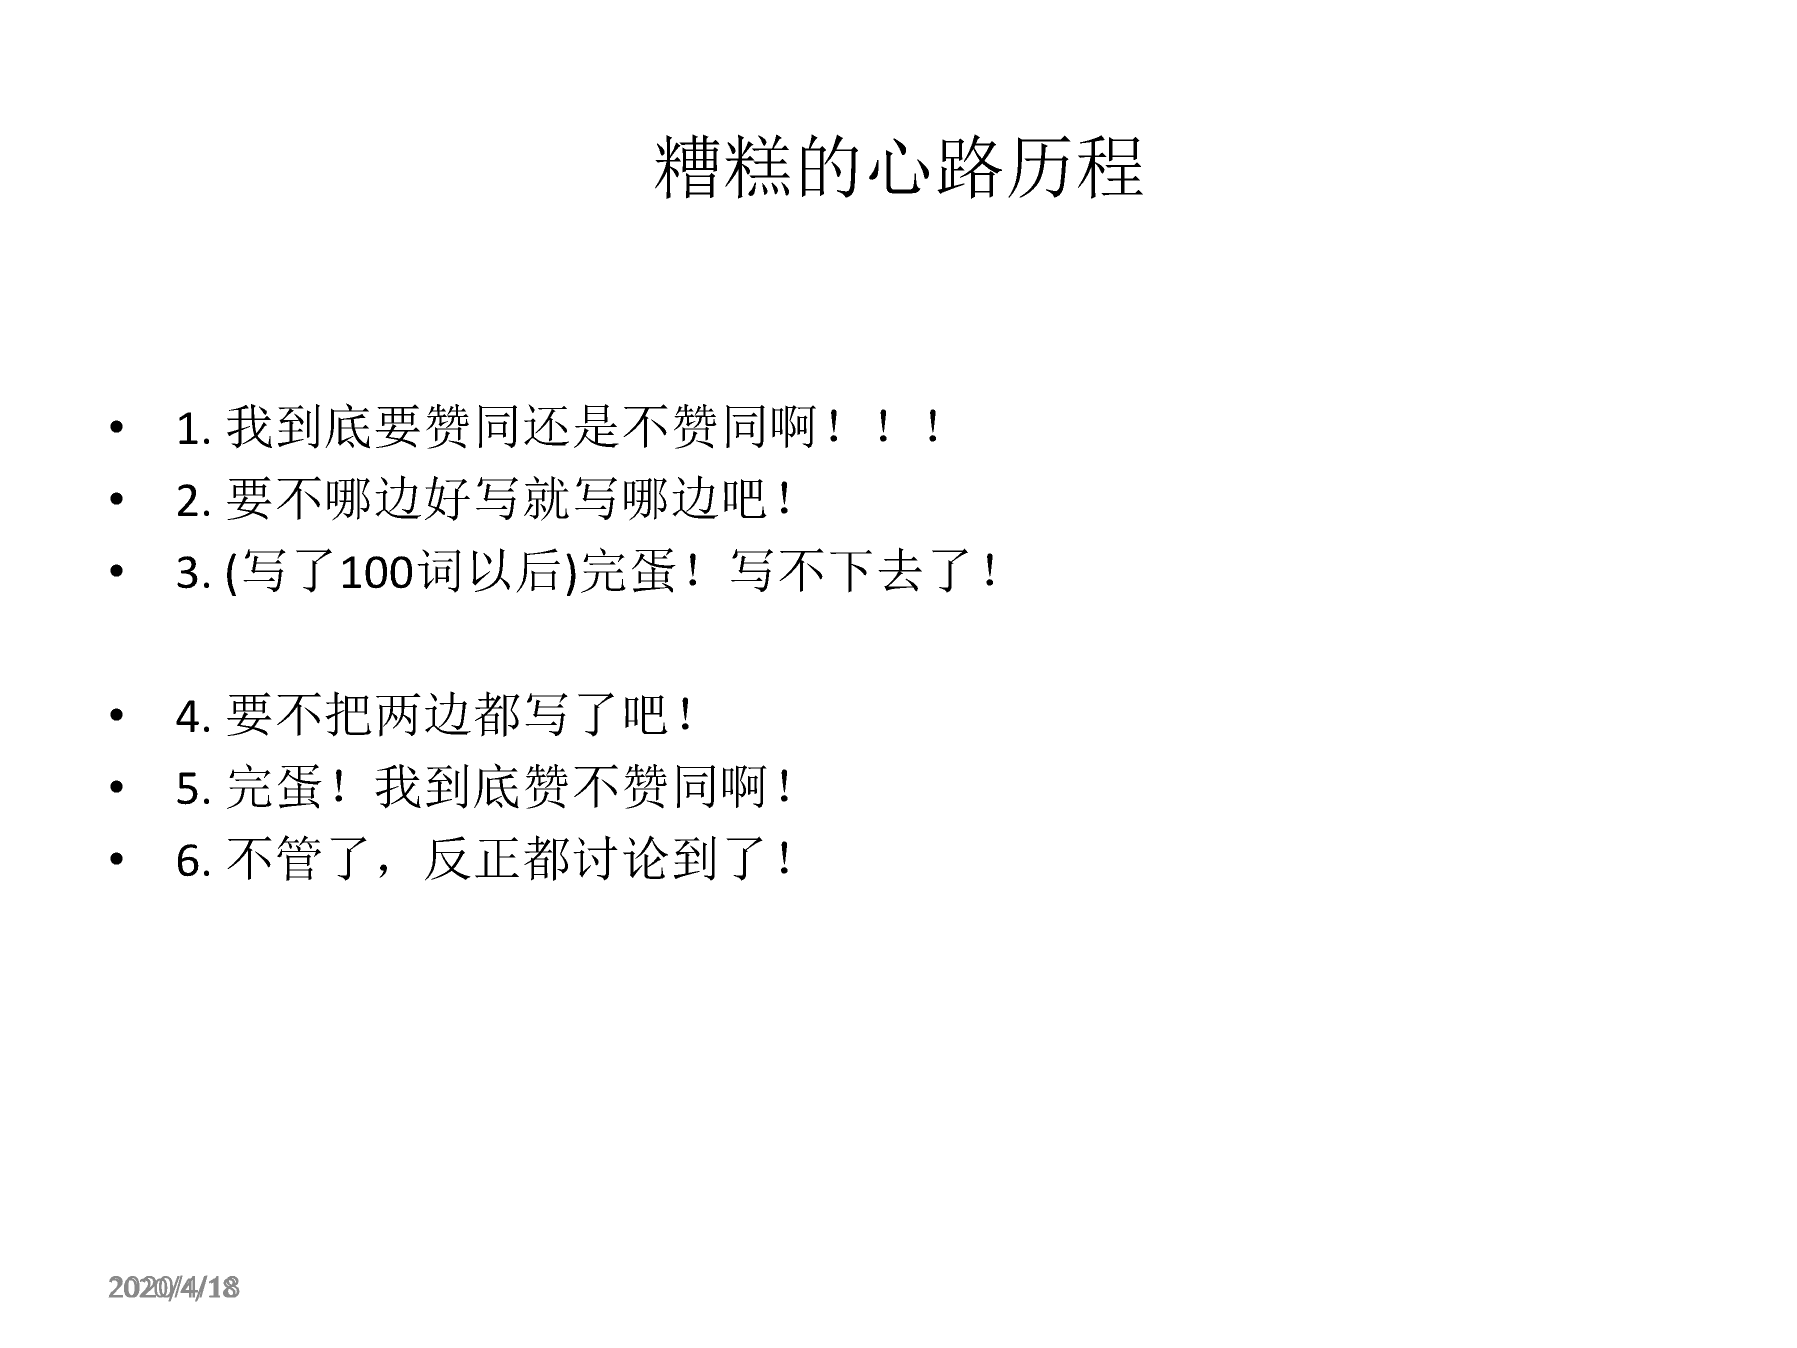 糟糕的心路历程
• 1. 我到底要赞同还是不赞同啊！！！
• 2. 要不哪边好写就写哪边吧！
• 3. (写了100词以后)完蛋！写不下去了！
• 4. 要不把两边都写了吧！
• 5. 完蛋！我到底赞不赞同啊！
• 6. 不管了，反正都讨论到了！
2020/4/18